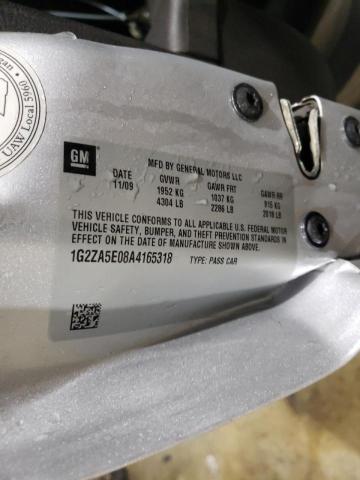 igan
UAW Local 5960
GM
MFD BY GENERAL MOTORS LLC
DATE GVWR GAWR FRT GAWR RR
11/09 1952 KG 1037 KG 915 KG
4304 LB 2286 LB 2018 LB
THIS VEHICLE CONFORMS TO ALL APPLICABLE U.S. FEDERAL MOTOR
VEHICLE SAFETY, BUMPER, AND THEFT PREVENTION STANDARDS IN
EFFECT ON THE DATE OF MANUFACTURE SHOWN ABOVE.
1G2ZA5E08A4165318 TYPE: PASS CAR